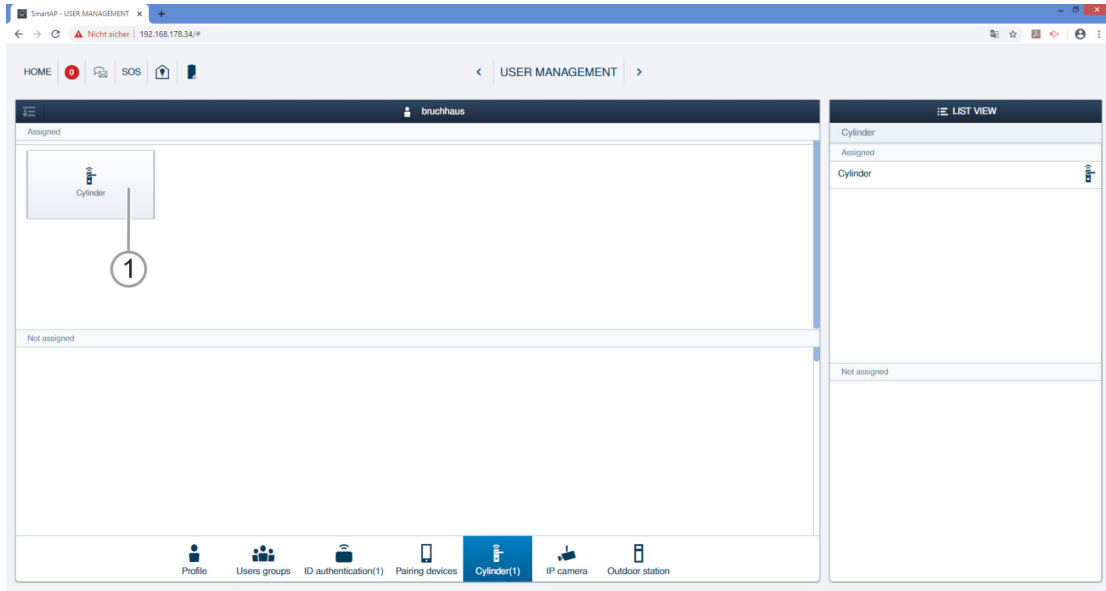 SmartAP - USER MANAGEMENT
Nicht sicher | 192.168.178.34/#
HOME 0 SOS
< USER MANAGEMENT >
bruchhaus
Assigned
Cylinder
1
Not assigned
Profile Users groups ID authentication(1) Pairing devices Cylinder(1) IP camera Outdoor station
LIST VIEW
Cylinder
Assigned
Cylinder
Not assigned